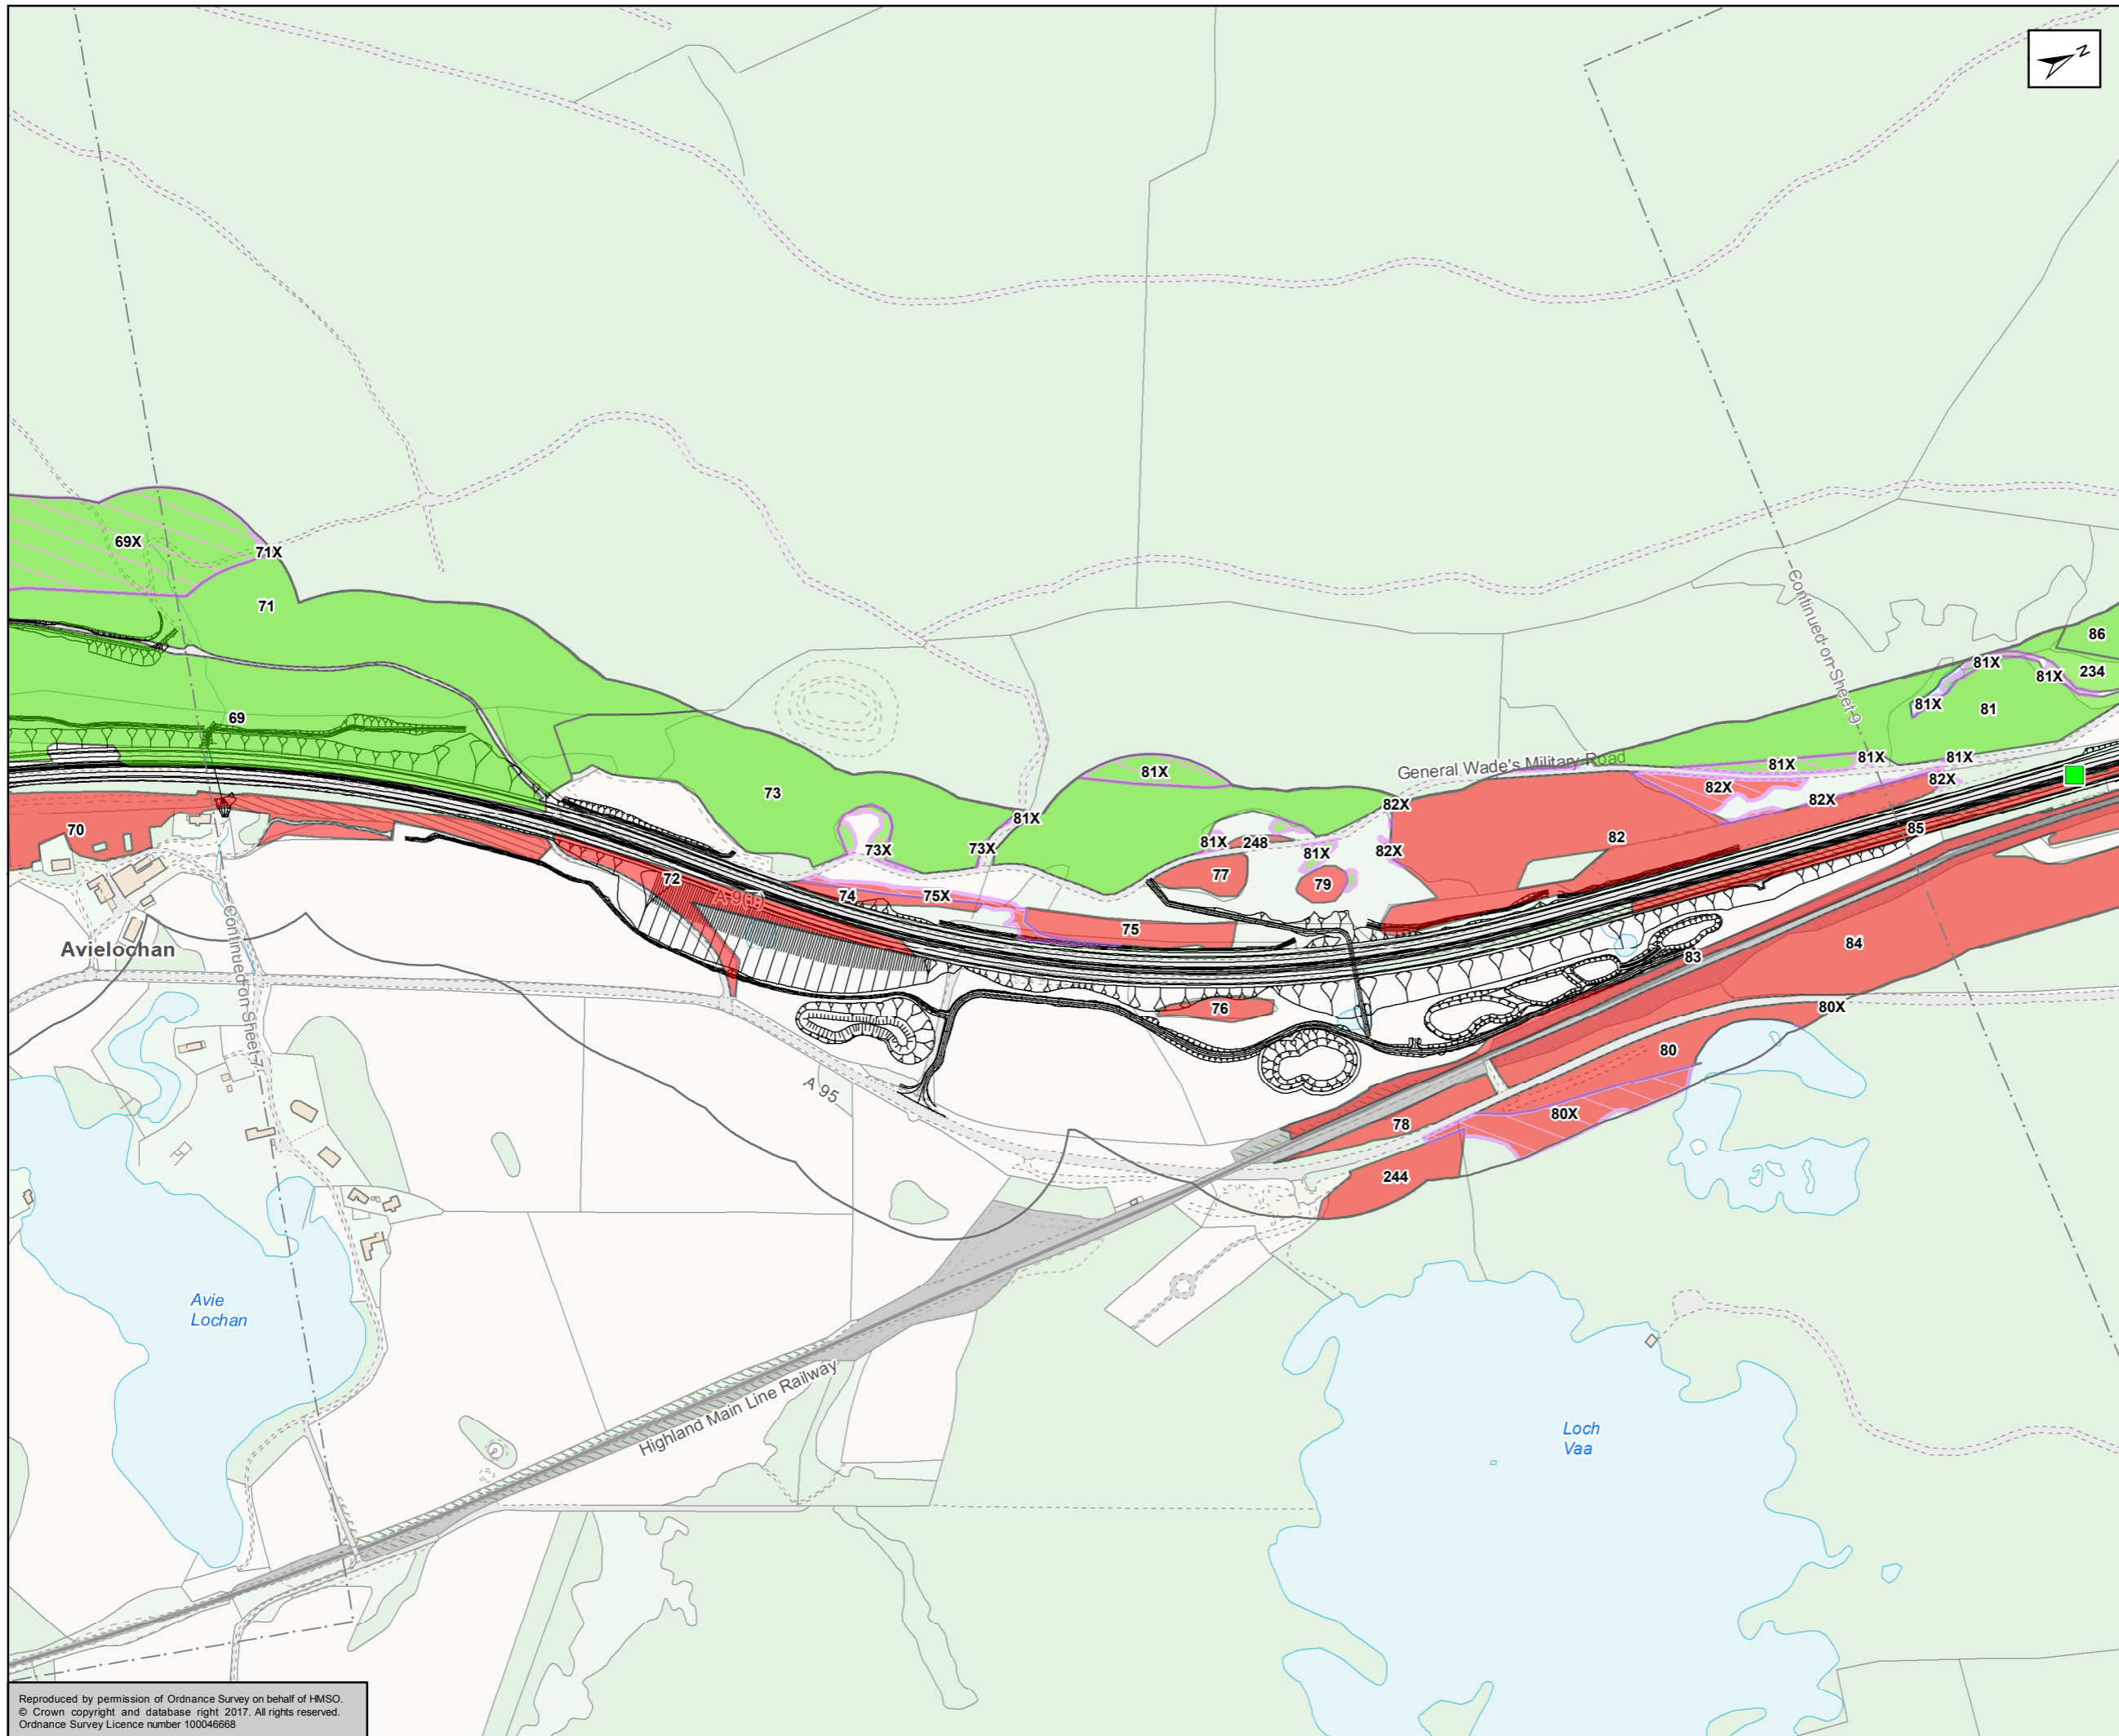 N
86
81X
69X
71X
81X
234
71
81X
81
69
General Wade's Military Road
Continued on Sheet 9
81X
81X
81X
81X
82X
82X
82X
73
82X
81X
70
82
85
73X
73X
81X
248
81X
82X
72
77
79
A 9(T)
74
75X
75
Avielochan
84
83
Continued on Sheet 7
76
80X
80
A 95
80X
78
244
Avie
Lochan
Highland Main Line Railway
Loch
Vaa
Reproduced by permission of Ordnance Survey on behalf of HMSO.
© Crown copyright and database right 2017. All rights reserved.
Ordnance Survey Licence number 100046668